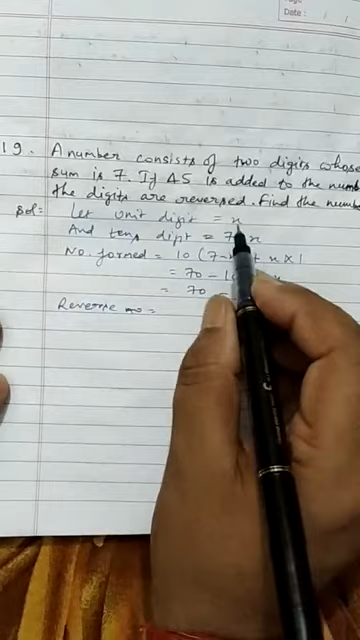 Date :
19. A number consists of two digits whose
sum is 7. If 45 is added to the numb
the digits are reversed. Find the numbe
Sol= Let unit digit = x
And tens digit = 7 x
No. formed = 10 (7-x) + x x 1
= 70 - 10 x
= 70
Reverse no =